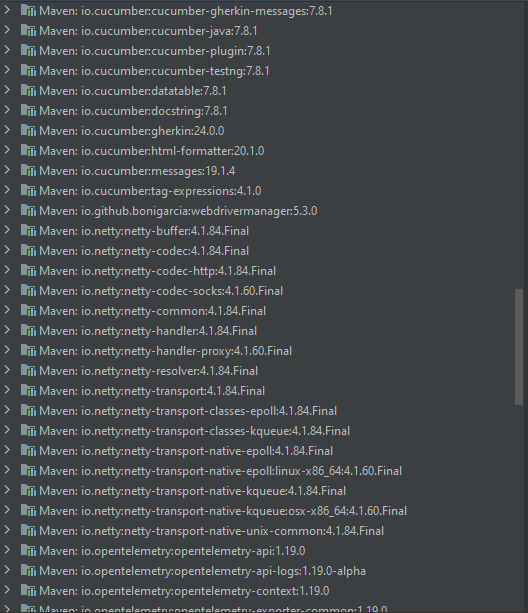 Maven: io.cucumber:cucumber-gherkin-messages:7.8.1
Maven: io.cucumber:cucumber-java:7.8.1
Maven: io.cucumber:cucumber-plugin:7.8.1
Maven: io.cucumber:cucumber-testng:7.8.1
Maven: io.cucumber:datatable:7.8.1
Maven: io.cucumber:docstring:7.8.1
Maven: io.cucumber:gherkin:24.0.0
Maven: io.cucumber:html-formatter:20.1.0
Maven: io.cucumber:messages:19.1.4
Maven: io.cucumber:tag-expressions:4.1.0
Maven: io.github.bonigarcia:webdrivermanager:5.3.0
Maven: io.netty:netty-buffer:4.1.84.Final
Maven: io.netty:netty-codec:4.1.84.Final
Maven: io.netty:netty-codec-http:4.1.84.Final
Maven: io.netty:netty-codec-socks:4.1.60.Final
Maven: io.netty:netty-common:4.1.84.Final
Maven: io.netty:netty-handler:4.1.84.Final
Maven: io.netty:netty-handler-proxy:4.1.60.Final
Maven: io.netty:netty-resolver:4.1.84.Final
Maven: io.netty:netty-transport:4.1.84.Final
Maven: io.netty:netty-transport-classes-epoll:4.1.84.Final
Maven: io.netty:netty-transport-classes-kqueue:4.1.84.Final
Maven: io.netty:netty-transport-native-epoll:4.1.84.Final
Maven: io.netty:netty-transport-native-epoll:linux-x86_64:4.1.60.Final
Maven: io.netty:netty-transport-native-kqueue:4.1.84.Final
Maven: io.netty:netty-transport-native-kqueue:osx-x86_64:4.1.60.Final
Maven: io.netty:netty-transport-native-unix-common:4.1.84.Final
Maven: io.opentelemetry:opentelemetry-api:1.19.0
Maven: io.opentelemetry:opentelemetry-api-logs:1.19.0-alpha
Maven: io.opentelemetry:opentelemetry-context:1.19.0
Maven: io.opentelemetry:opentelemetry-exporter-common:1.19.0